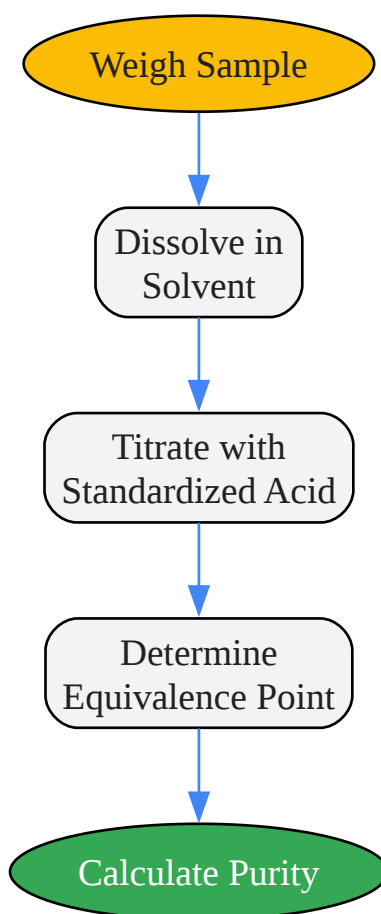 Weigh Sample
Dissolve in
Solvent
Titrate with
Standardized Acid
Determine
Equivalence Point
Calculate Purity